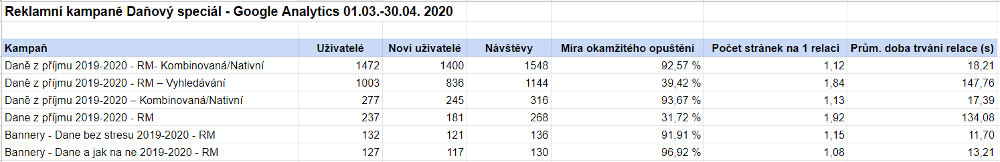 Reklamní kampaně Daňový speciál - Google Analytics 01.03.-30.04. 2020
Kampaň Uživatelé Noví uživatelé Návštěvy Míra okamžitého opuštění Počet stránek na 1 relaci Prům. doba trvání relace (s)
Daně z příjmu 2019-2020 - RM- Kombinovaná/Nativní 1472 1400 1548 92,57 % 1,12 18,21
Daně z příjmu 2019-2020 - RM – Vyhledávání 1003 836 1144 39,42 % 1,84 147,76
Daně z příjmu 2019-2020 – Kombinovaná/Nativní 277 245 316 93,67 % 1,13 17,39
Dane z příjmu 2019-2020 - RM 237 181 268 31,72 % 1,92 134,08
Bannery - Dane bez stresu 2019-2020 - RM 132 121 136 91,91 % 1,15 11,70
Bannery - Dane a jak na ne 2019-2020 - RM 127 117 130 96,92 % 1,08 13,21